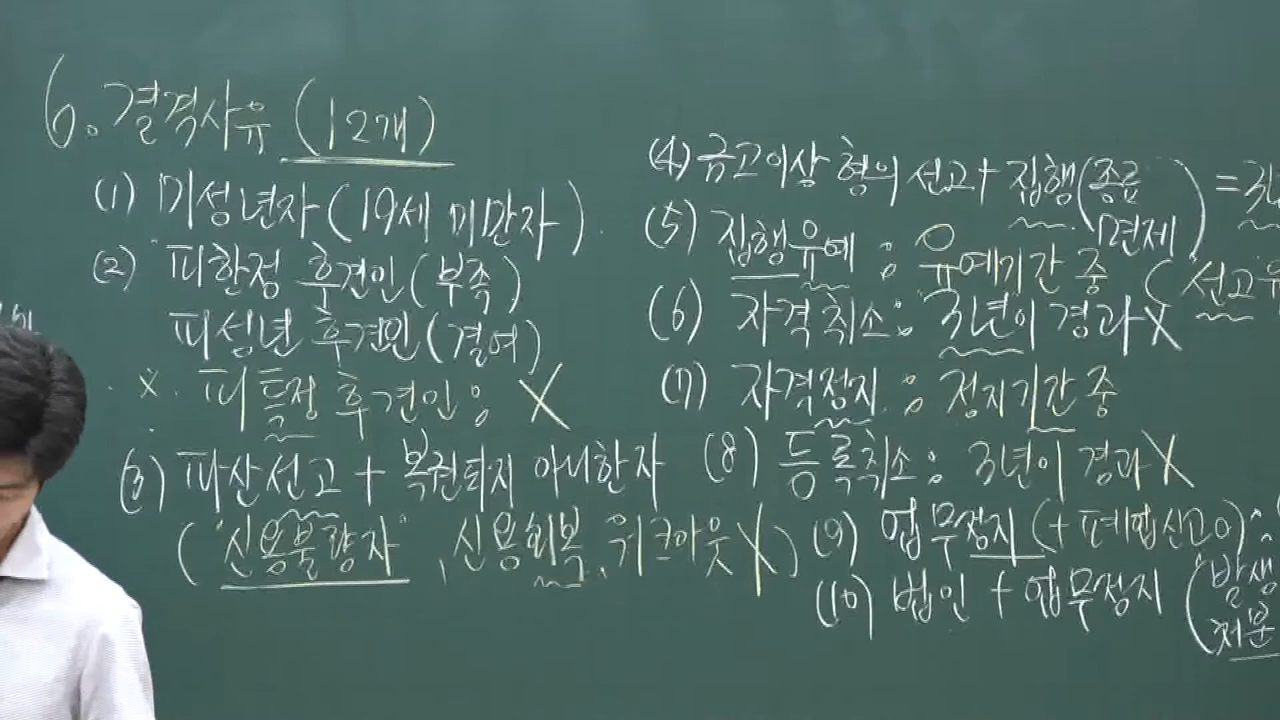 6. 결격사유 (12개)
(1) 미성년자 (19세 미만자)
(2) 피한정 후견인 (부족)
피성년 후견인 (결여)
※. 피특정 후견인 : X
(3) 파산선고 + 복권되지 아니한자
("신용불량자", 신용회복, 워크아웃 X)
(4) 금고이상 형의 선고 + 집행 (종료
면제) =
(5) 집행유예 : 유예기간 중 (선고유
(6) 자격취소 : 3년이 경과 X
(7) 자격정지 : 정지기간 중
(8) 등록취소 : 3년이 경과 X
(9) 업무정지 (+ 폐업신고 o) :
(10) 법인 + 업무정지 (발생
처분